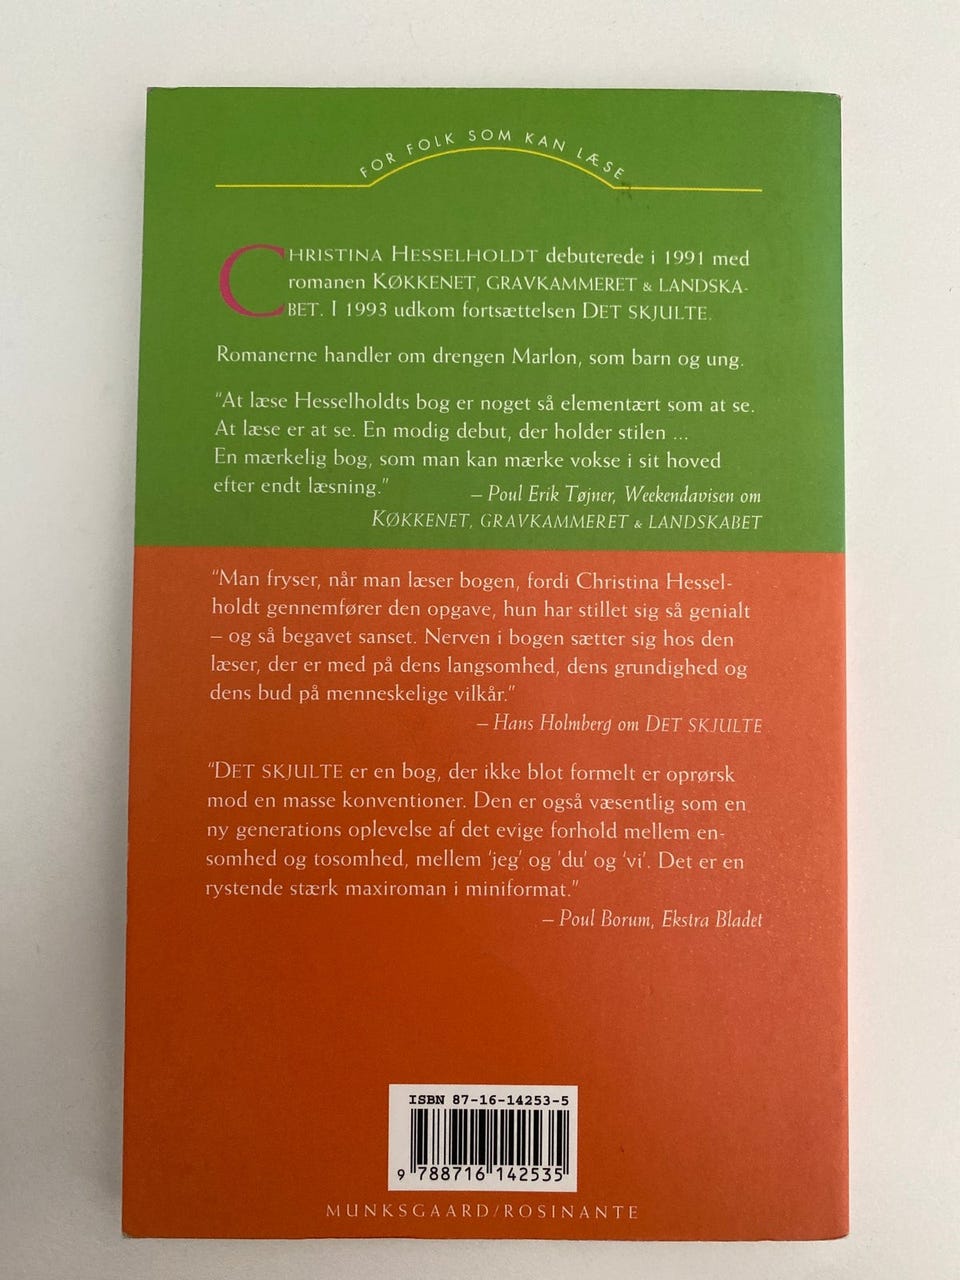 FOR FOLK SOM KAN LÆSE
CHRISTINA HESSELHOLDT debuterede i 1991 med
romanen KØKKENET, GRAVKAMMERET & LANDSKA-
BET. I 1993 udkom fortsættelsen DET SKJULTE.
Romanerne handler om drengen Marlon, som barn og ung.
“At læse Hesselholdts bog er noget så elementært som at se.
At læse er at se. En modig debut, der holder stilen ...
En mærkelig bog, som man kan mærke vokse i sit hoved
efter endt læsning.”
– Poul Erik Tøjner, Weekendavisen om
KØKKENET, GRAVKAMMERET & LANDSKABET
“Man fryser, når man læser bogen, fordi Christina Hessel-
holdt gennemfører den opgave, hun har stillet sig så genialt
– og så begavet sanset. Nerven i bogen sætter sig hos den
læser, der er med på dens langsomhed, dens grundighed og
dens bud på menneskelige vilkår.”
– Hans Holmberg om DET SKJULTE
“DET SKJULTE er en bog, der ikke blot formelt er oprørsk
mod en masse konventioner. Den er også væsentlig som en
ny generations oplevelse af det evige forhold mellem en-
somhed og tosomhed, mellem ‘jeg’ og ’du’ og ‘vi’. Det er en
rystende stærk maxiroman i miniformat.”
– Poul Borum, Ekstra Bladet
ISBN 87-16-14253-5
9 788716 142535
MUNKSGAARD/ROSINANTE